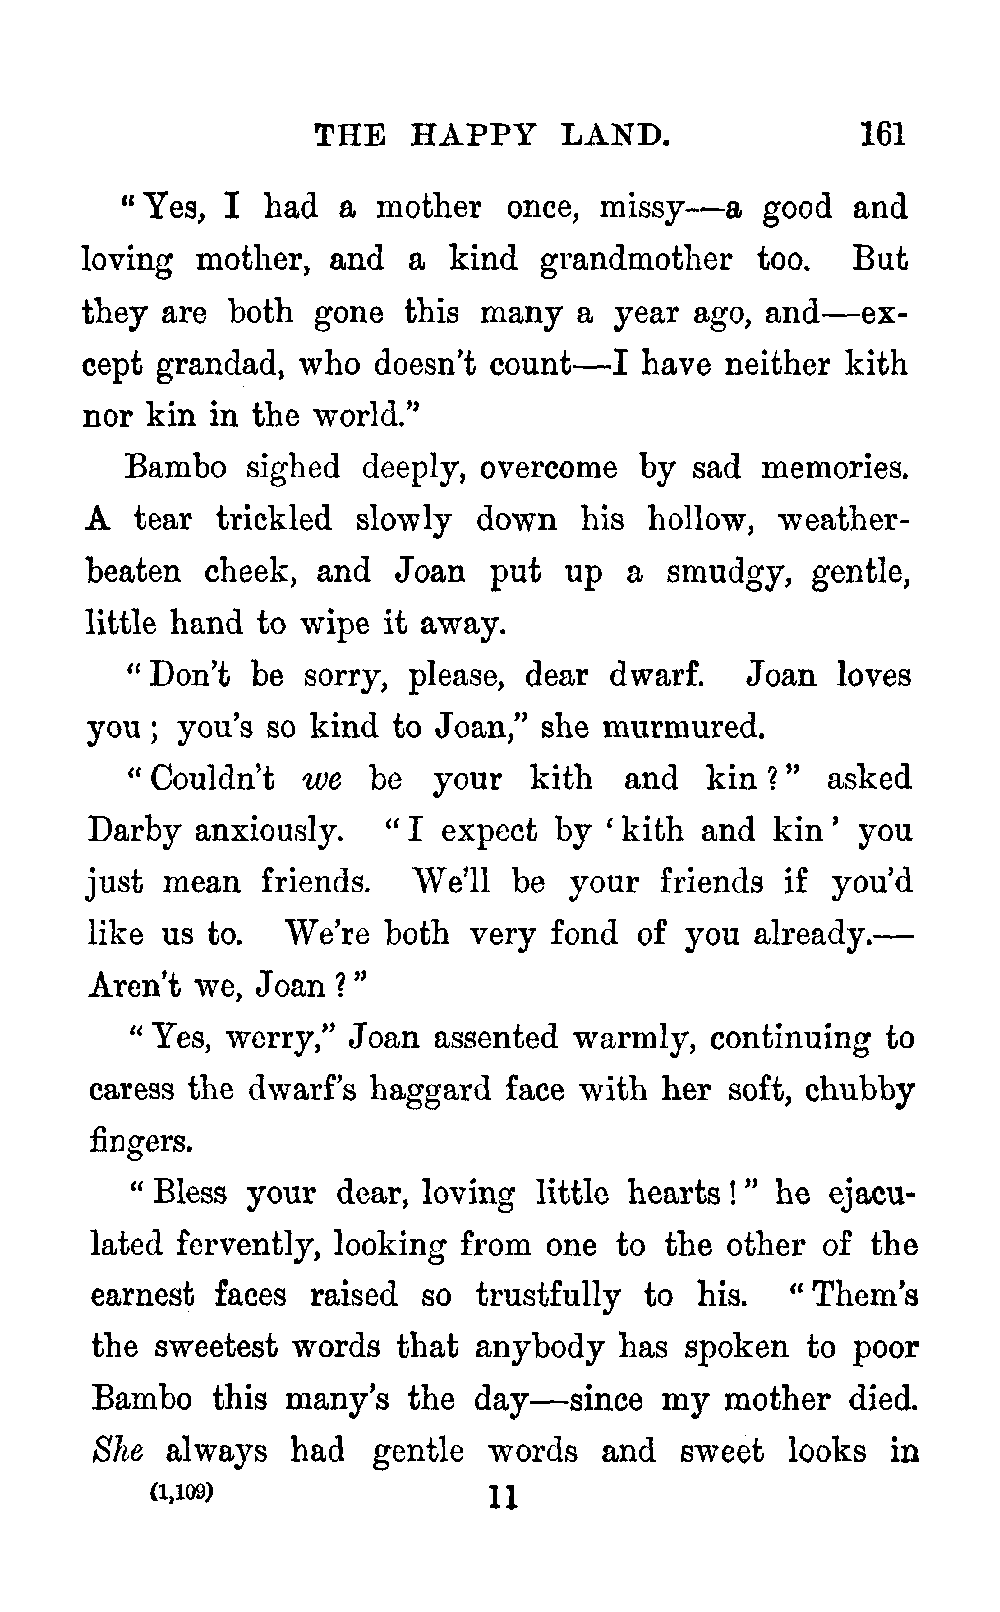 THE HAPPY LAND. 161
“Yes, I had a mother once, missy—a good and
loving mother, and a kind grandmother too. But
they are both gone this many a year ago, and—ex-
cept grandad, who doesn’t count—I have neither kith
nor kin in the world.”
Bambo sighed deeply, overcome by sad memories.
A tear trickled slowly down his hollow, weather-
beaten cheek, and Joan put up a smudgy, gentle,
little hand to wipe it away.
“Don’t be sorry, please, dear dwarf. Joan loves
you; you’s so kind to Joan,” she murmured.
“Couldn’t we be your kith and kin?” asked
Darby anxiously. “I expect by ‘kith and kin’ you
just mean friends. We’ll be your friends if you’d
like us to. We’re both very fond of you already.—
Aren’t we, Joan?”
“Yes, werry,” Joan assented warmly, continuing to
caress the dwarf’s haggard face with her soft, chubby
fingers.
“Bless your dear, loving little hearts!” he ejacu-
lated fervently, looking from one to the other of the
earnest faces raised so trustfully to his. “Them’s
the sweetest words that anybody has spoken to poor
Bambo this many’s the day—since my mother died.
She always had gentle words and sweet looks in
(1,109) 11